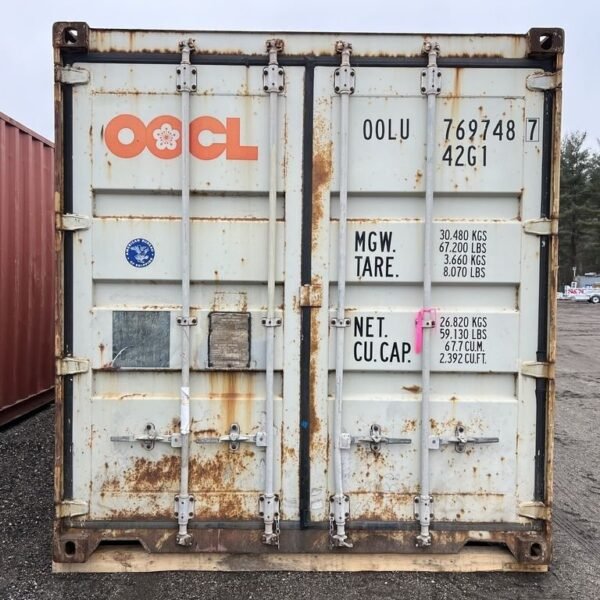 OOCL
OOLU 769748 7
42G1
MGW. 30.480 KGS
67.200 LBS
TARE. 3.660 KGS
8.070 LBS
NET. 26.820 KGS
59.130 LBS
CU.CAP. 67.7 CU.M.
2.392 CU.FT.